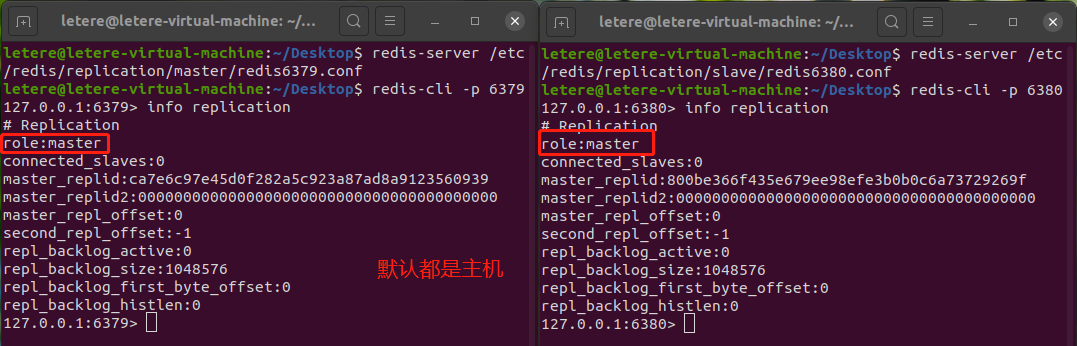 letere@letere-virtual-machine: ~/...
letere@letere-virtual-machine:~/Desktop$ redis-server /etc
/redis/replication/master/redis6379.conf
letere@letere-virtual-machine:~/Desktop$ redis-cli -p 6379
127.0.0.1:6379> info replication
# Replication
role:master
connected_slaves:0
master_replid:ca7e6c97e45d0f282a5c923a87ad8a9123560939
master_replid2:0000000000000000000000000000000000000000
master_repl_offset:0
second_repl_offset:-1
repl_backlog_active:0
repl_backlog_size:1048576
默认都是主机
repl_backlog_first_byte_offset:0
repl_backlog_histlen:0
127.0.0.1:6379>
letere@letere-virtual-machine: ~/...
letere@letere-virtual-machine:~/Desktop$ redis-server /etc
/redis/replication/slave/redis6380.conf
letere@letere-virtual-machine:~/Desktop$ redis-cli -p 6380
127.0.0.1:6380> info replication
# Replication
role:master
connected_slaves:0
master_replid:800be366f435e679ee98efe3b0b0c6a73729269f
master_replid2:0000000000000000000000000000000000000000
master_repl_offset:0
second_repl_offset:-1
repl_backlog_active:0
repl_backlog_size:1048576
repl_backlog_first_byte_offset:0
repl_backlog_histlen:0
127.0.0.1:6380>